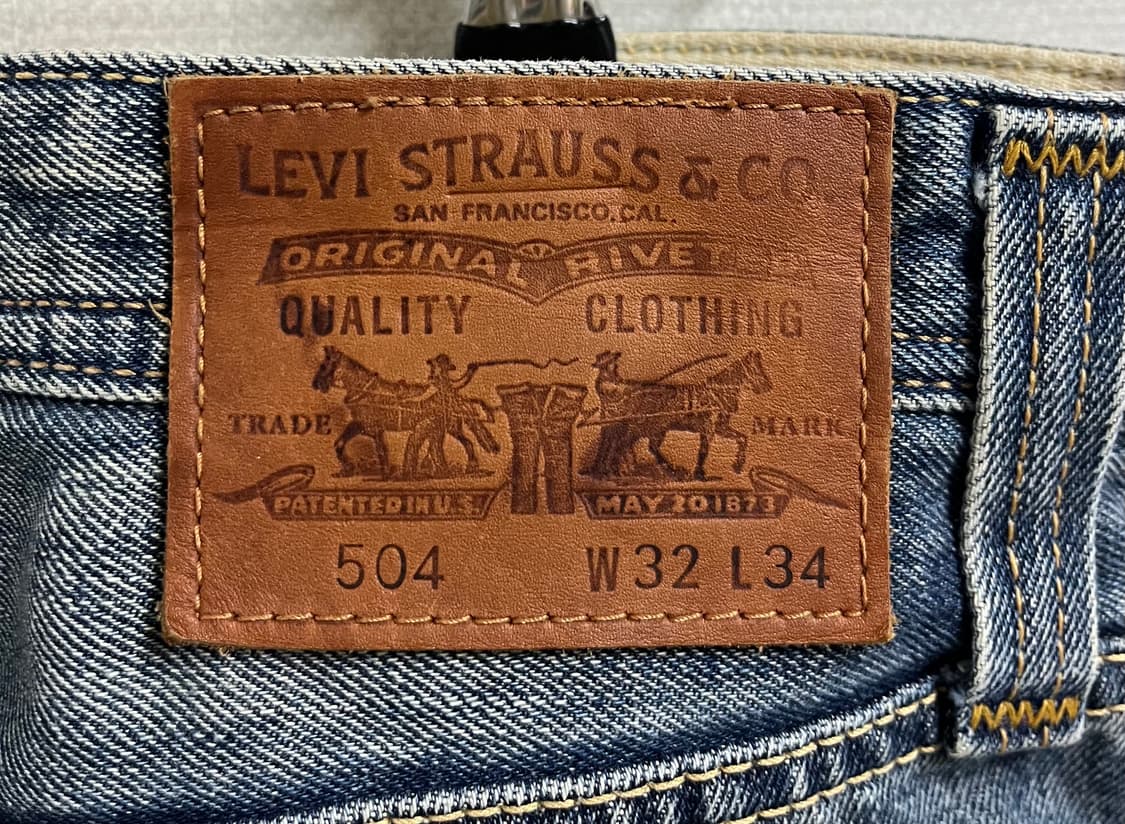 LEVI STRAUSS & CO.
SAN FRANCISCO, CAL.
ORIGINAL RIVET
QUALITY CLOTHING
TRADE MARK
PATENTED IN U.S. MAY 20 1873
504 W32 L34